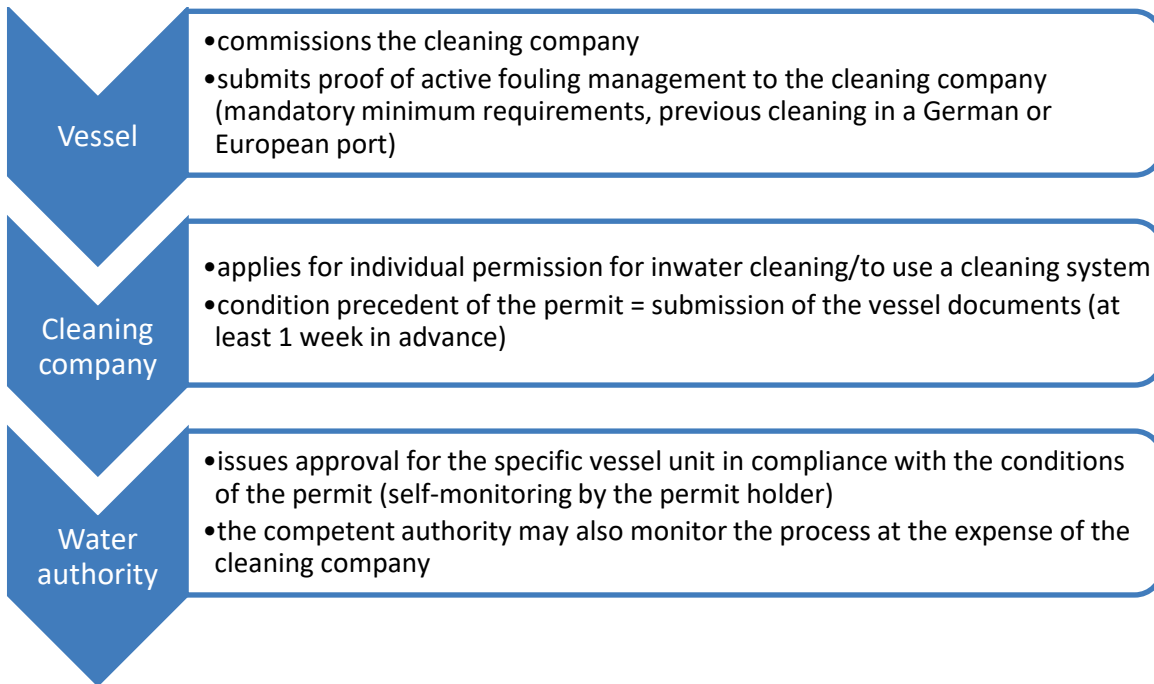 Vessel
•commissions the cleaning company
•submits proof of active fouling management to the cleaning company
(mandatory minimum requirements, previous cleaning in a German or
European port)
Cleaning
company
•applies for individual permission for inwater cleaning/to use a cleaning system
•condition precedent of the permit = submission of the vessel documents (at
least 1 week in advance)
Water
authority
•issues approval for the specific vessel unit in compliance with the conditions
of the permit (self-monitoring by the permit holder)
•the competent authority may also monitor the process at the expense of the
cleaning company